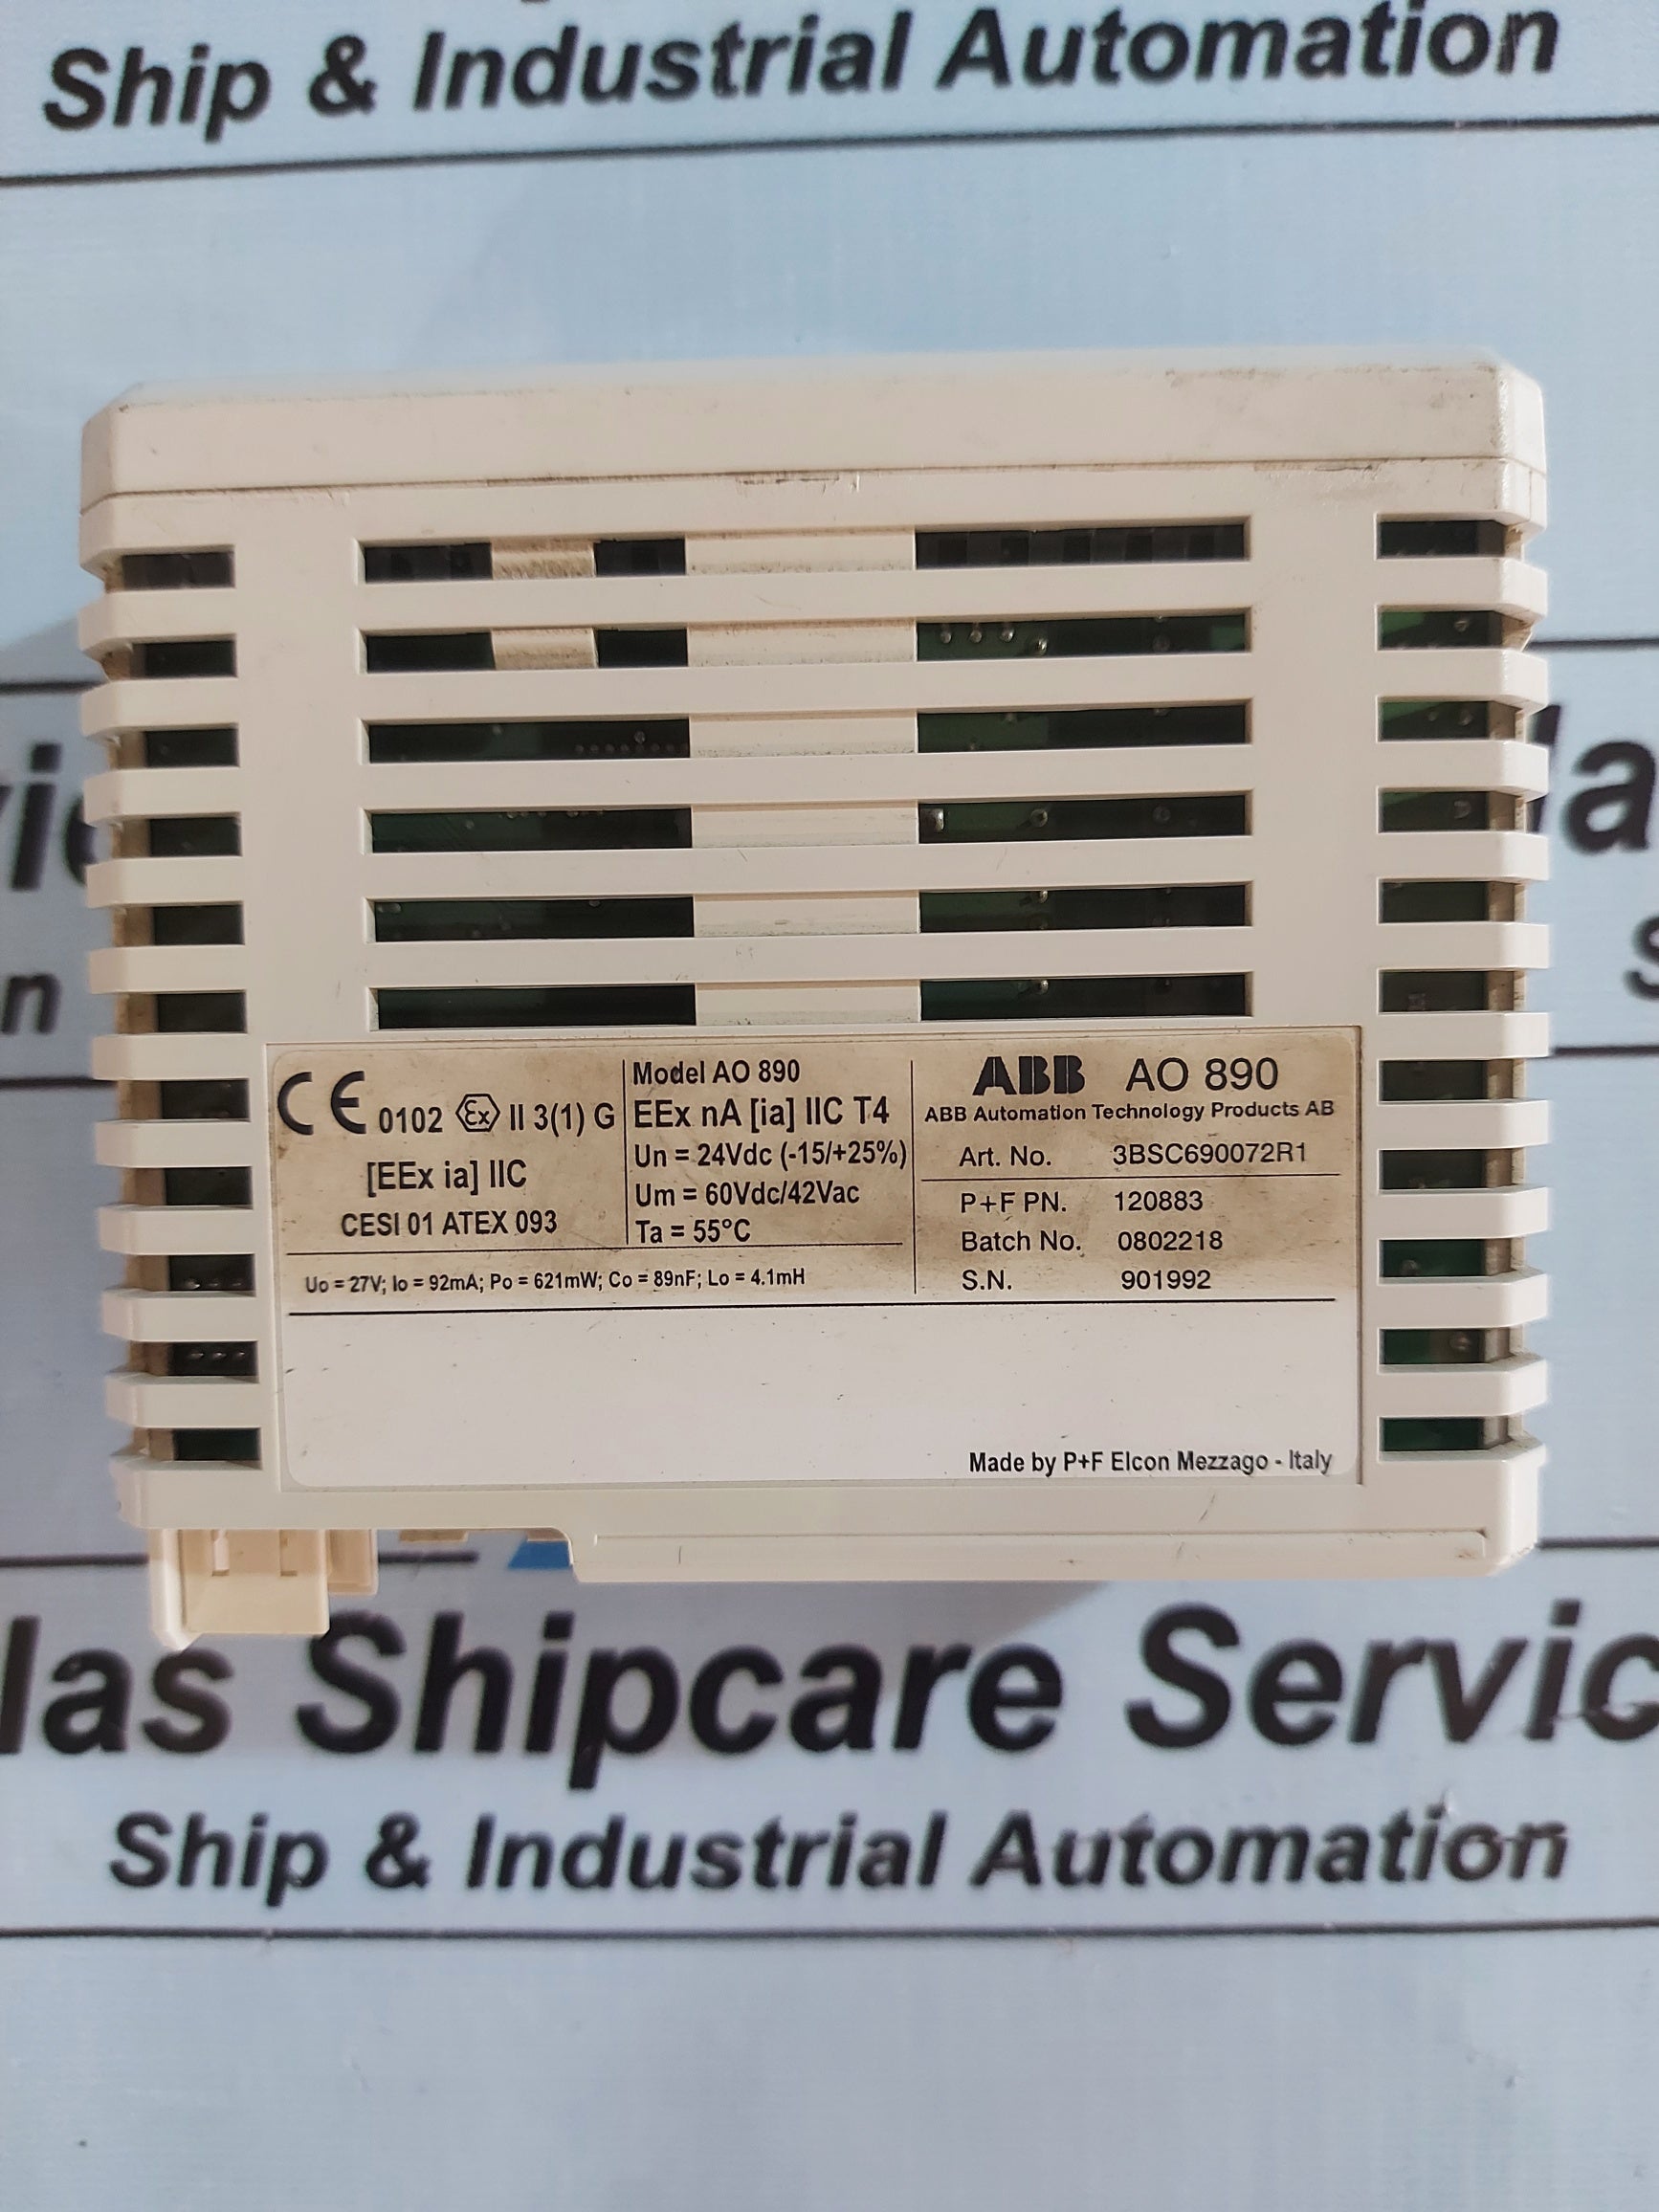 Ship & Industrial Automation
Model AO 890
CE 0102 Ex II 3(1) G
EEx nA [ia] IIC T4
[EEx ia] IIC
Un = 24Vdc (-15/+25%)
Um = 60Vdc/42Vac
CESI 01 ATEX 093
Ta = 55°C
Uo = 27V; Io = 92mA; Po = 621mW; Co = 89nF; Lo = 4.1mH
ABB AO 890
ABB Automation Technology Products AB
Art. No. 3BSC690072R1
P+F PN. 120883
Batch No. 0802218
S.N. 901992
Made by P+F Elcon Mezzago - Italy
las Shipcare Servic
Ship & Industrial Automation